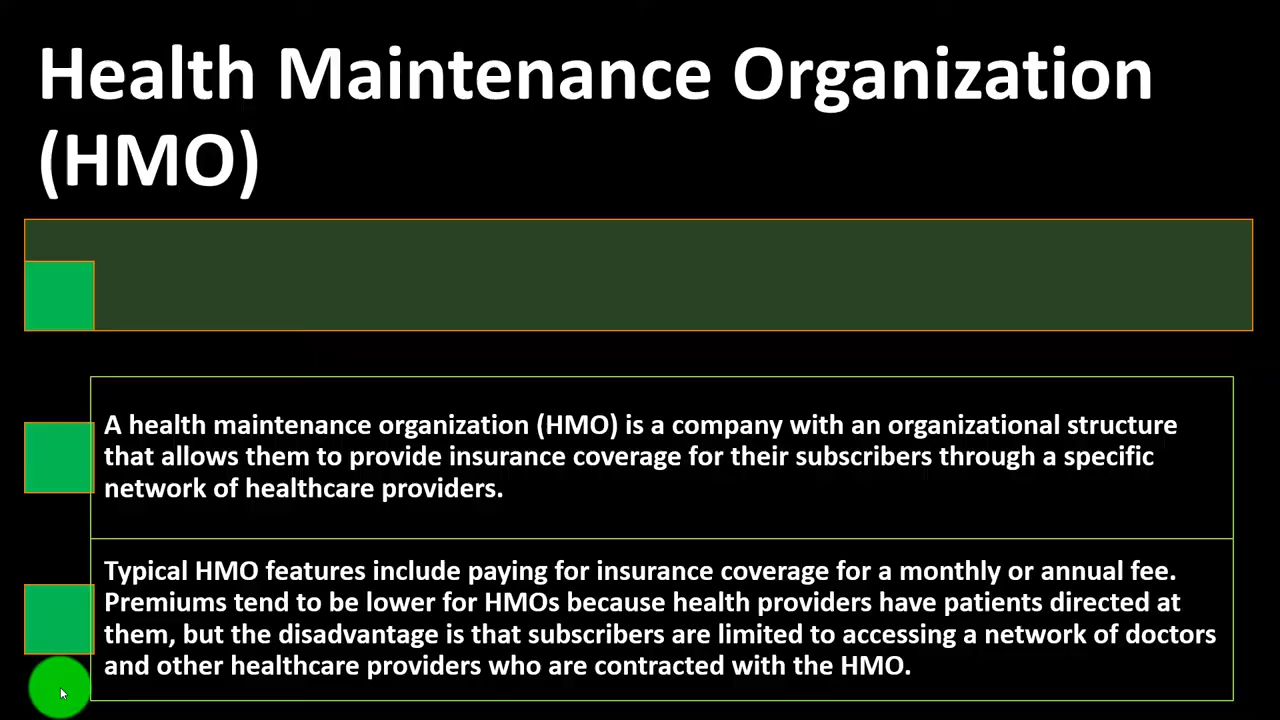 Health Maintenance Organization
(HMO)
A health maintenance organization (HMO) is a company with an organizational structure
that allows them to provide insurance coverage for their subscribers through a specific
network of healthcare providers.
Typical HMO features include paying for insurance coverage for a monthly or annual fee.
Premiums tend to be lower for HMOs because health providers have patients directed at
them, but the disadvantage is that subscribers are limited to accessing a network of doctors
and other healthcare providers who are contracted with the HMO.